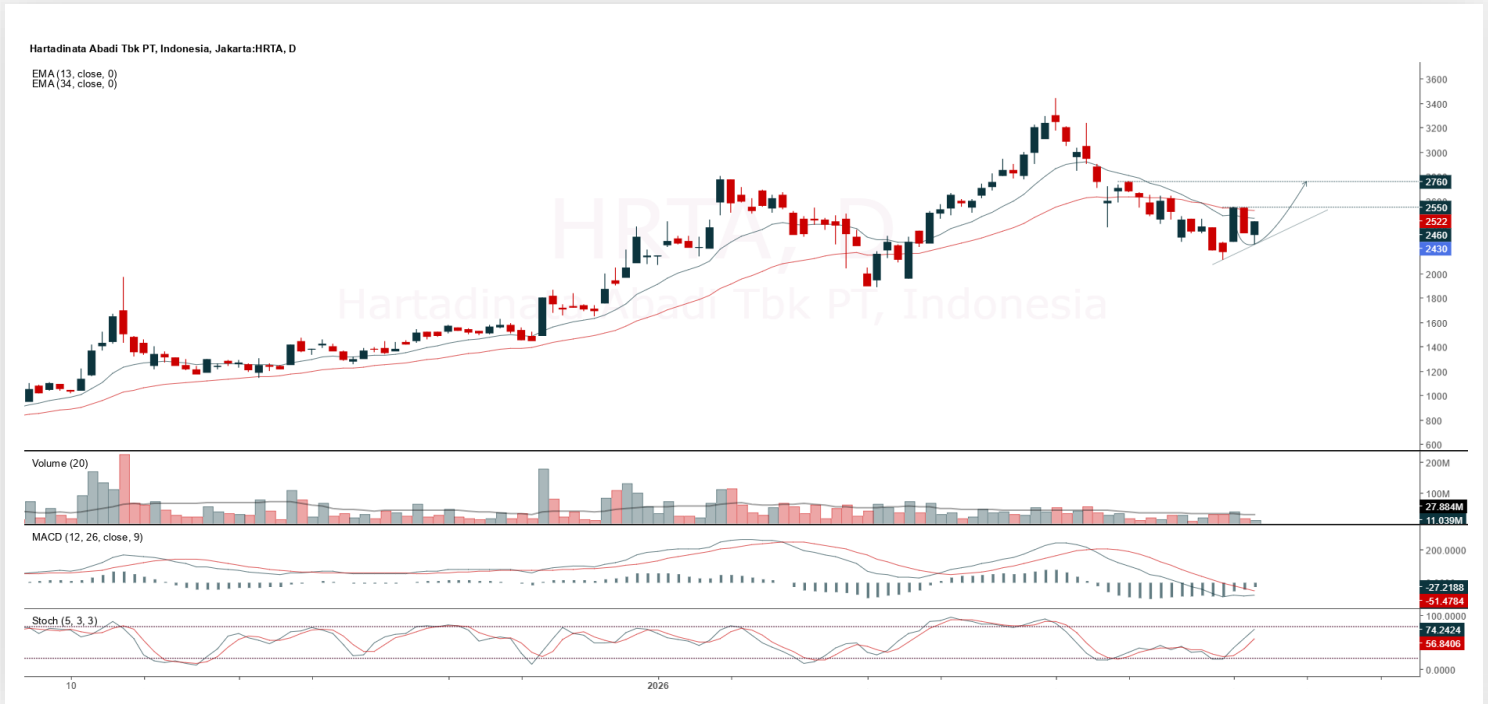 Hartadinata Abadi Tbk PT, Indonesia, Jakarta:HRTA, D
EMA (13, close, 0)
EMA (34, close, 0)
HRTA, D
Hartadinata Abadi Tbk PT, Indonesia
3600
3400
3200
3000
2760
2550
2522
2460
2430
2000
1800
1600
1400
1200
1000
800
600
Volume (20)
200M
100M
27.884M
11.039M
MACD (12, 26, close, 9)
200.0000
-27.2188
-51.4784
Stoch (5, 3, 3)
100.0000
74.2424
56.8406
0.0000
10
2026